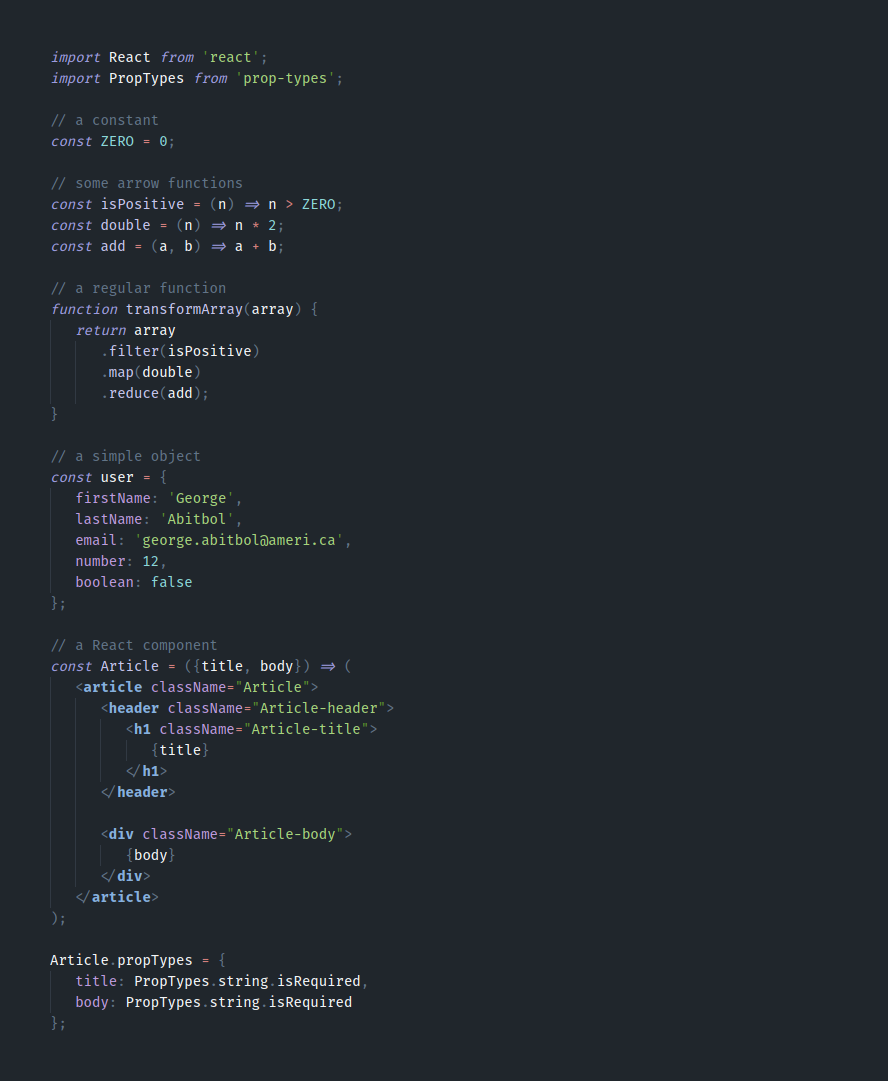 import React from 'react';
import PropTypes from 'prop-types';

// a constant
const ZERO = 0;

// some arrow functions
const isPositive = (n) => n > ZERO;
const double = (n) => n * 2;
const add = (a, b) => a + b;

// a regular function
function transformArray(array) {
   return array
      .filter(isPositive)
      .map(double)
      .reduce(add);
}

// a simple object
const user = {
   firstName: 'George',
   lastName: 'Abitbol',
   email: 'george.abitbol@ameri.ca',
   number: 12,
   boolean: false
};

// a React component
const Article = ({title, body}) => (
   <article className="Article">
      <header className="Article-header">
         <h1 className="Article-title">
            {title}
         </h1>
      </header>

      <div className="Article-body">
         {body}
      </div>
   </article>
);

Article.propTypes = {
   title: PropTypes.string.isRequired,
   body: PropTypes.string.isRequired
};